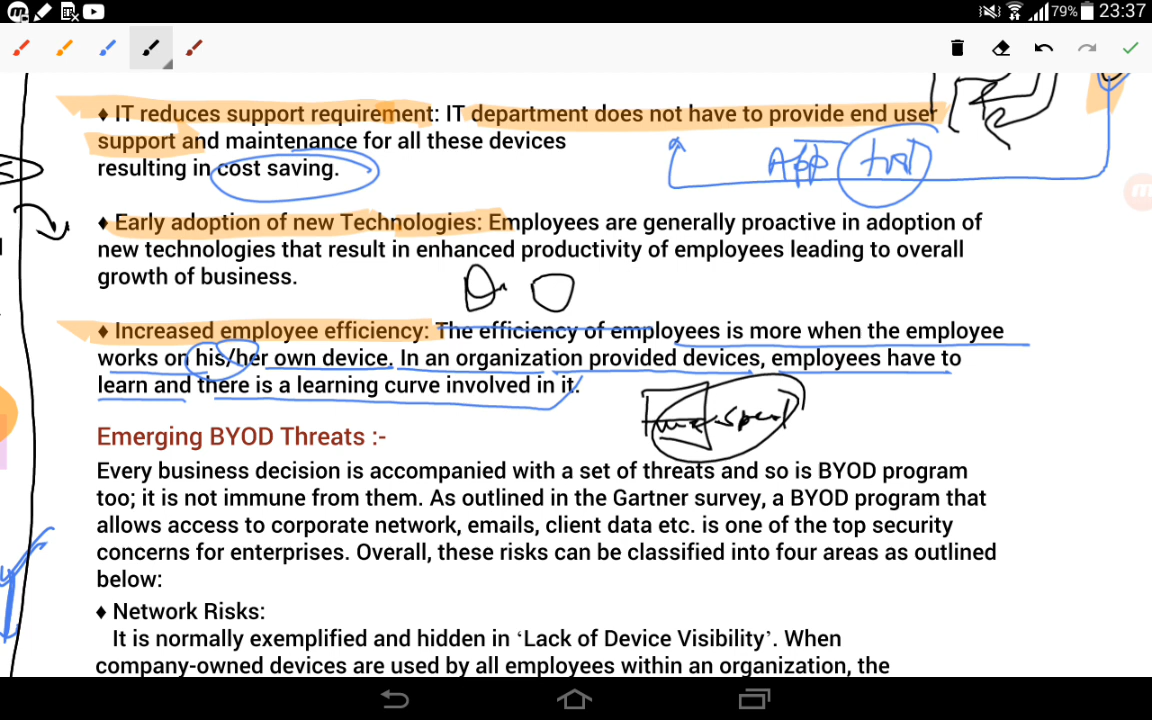 79% 23:37
♦ IT reduces support requirement: IT department does not have to provide end user
support and maintenance for all these devices
resulting in cost saving.
App test
♦ Early adoption of new Technologies: Employees are generally proactive in adoption of
new technologies that result in enhanced productivity of employees leading to overall
growth of business.
♦ Increased employee efficiency: The efficiency of employees is more when the employee
works on his/her own device. In an organization provided devices, employees have to
learn and there is a learning curve involved in it.
Emerging BYOD Threats :-
Every business decision is accompanied with a set of threats and so is BYOD program
too; it is not immune from them. As outlined in the Gartner survey, a BYOD program that
allows access to corporate network, emails, client data etc. is one of the top security
concerns for enterprises. Overall, these risks can be classified into four areas as outlined
below:
♦ Network Risks:
It is normally exemplified and hidden in ‘Lack of Device Visibility’. When
company-owned devices are used by all employees within an organization, the